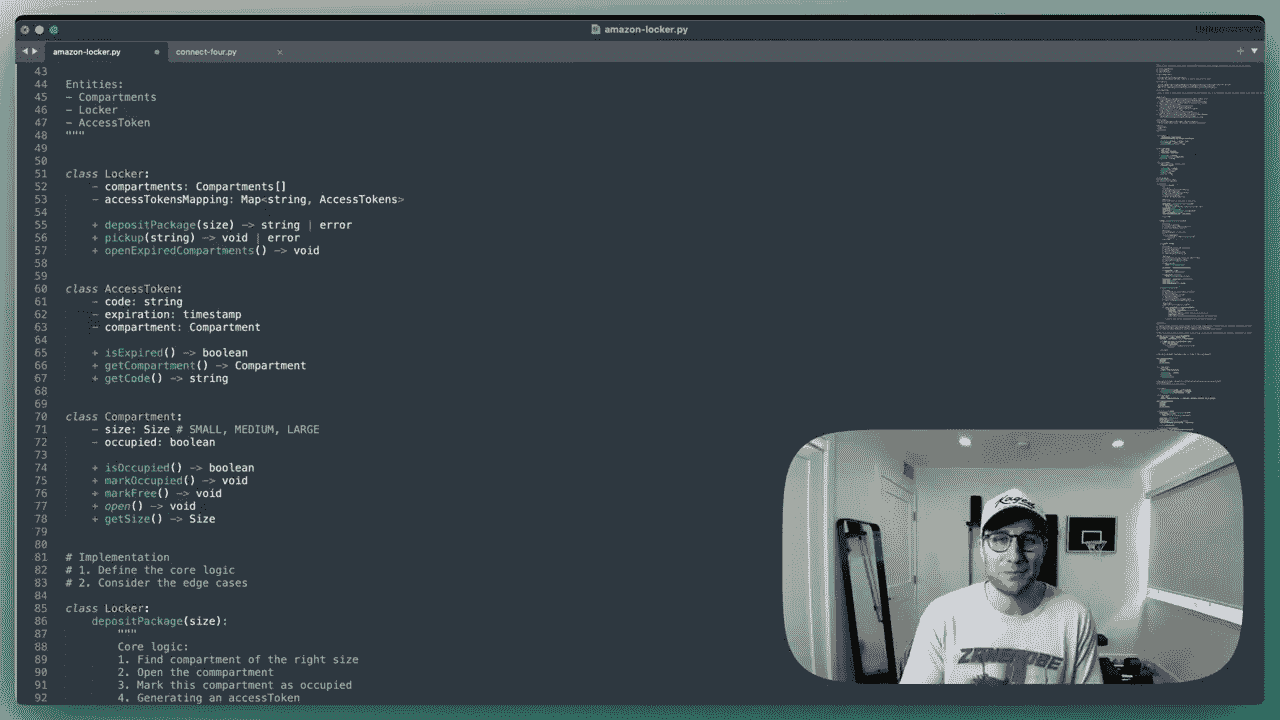 amazon-locker.py
amazon-locker.py
connect-four.py
43
44 Entities:
45 - Compartments
46 - Locker
47 - AccessToken
48 """
49
50
51 class Locker:
52 - compartments: Compartments[]
53 - accessTokensMapping: Map<string, AccessTokens>
54
55 + depositPackage(size) -> string | error
56 + pickup(string) -> void | error
57 + openExpiredCompartments() -> void
58
59
60 class AccessToken:
61 - code: string
62 - expiration: timestamp
63 - compartment: Compartment
64
65 + isExpired() -> boolean
66 + getCompartment() -> Compartment
67 + getCode() -> string
68
69
70 class Compartment:
71 - size: Size # SMALL, MEDIUM, LARGE
72 - occupied: boolean
73
74 + isOccupied() -> boolean
75 + markOccupied() -> void
76 + markFree() -> void
77 + open() -> void
78 + getSize() -> Size
79
80
81 # Implementation
82 # 1. Define the core logic
83 # 2. Consider the edge cases
84
85 class Locker:
86 depositPackage(size):
87 """
88 Core logic:
89 1. Find compartment of the right size
90 2. Open the commpartment
91 3. Mark this compartment as occupied
92 4. Generating an accessToken